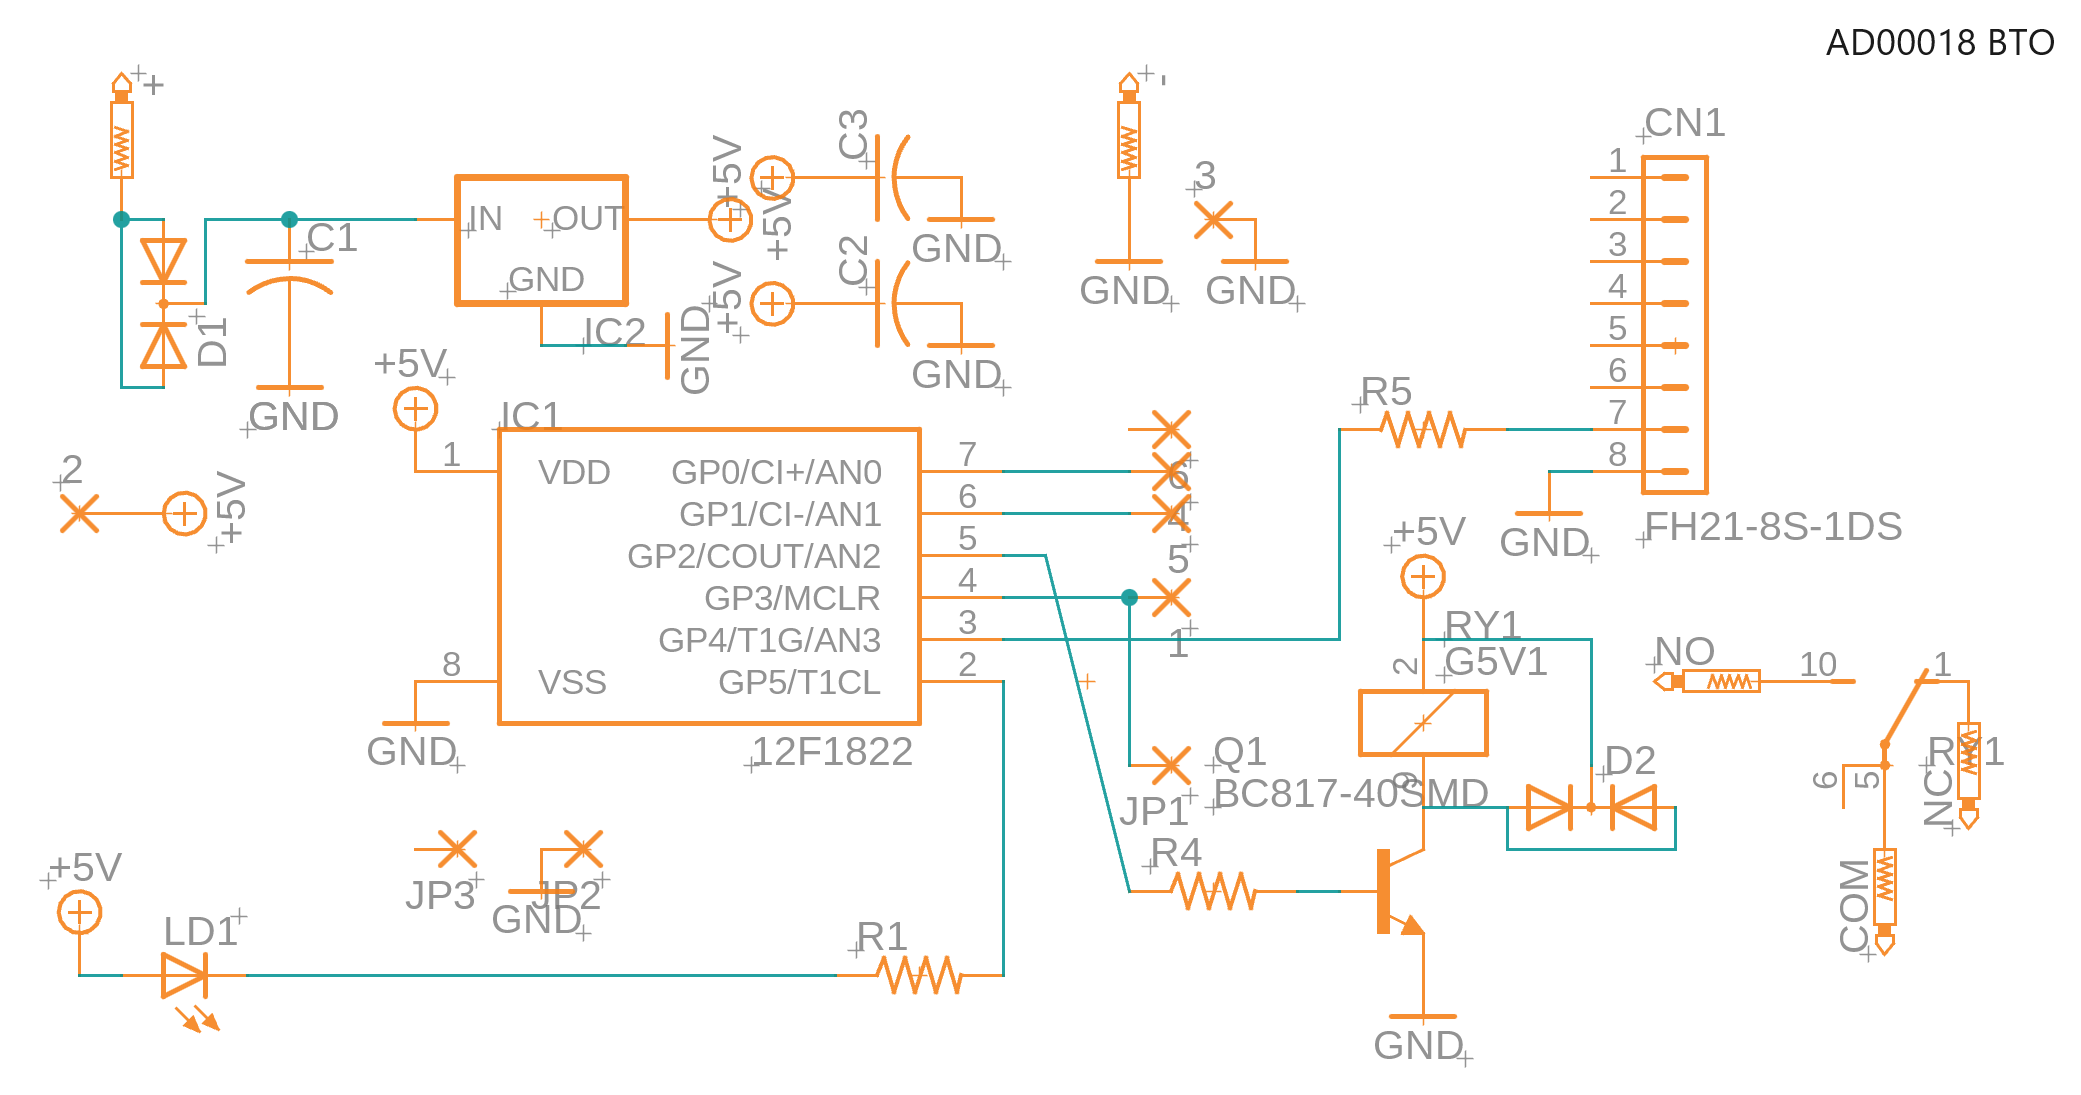 AD00018 BTO
+
-
CN1
1
2
3
4
5
6
7
8
FH21-8S-1DS
GND
IN
OUT
GND
IC2
GND
+5V
+5V
+5V
C3
GND
C2
GND
GND
3
GND
C1
GND
D1
+5V
IC1
1
VDD
8
VSS
GND
GP0/CI+/AN0
7
GP1/CI-/AN1
6
GP2/COUT/AN2
5
GP3/MCLR
4
GP4/T1G/AN3
3
GP5/T1CL
2
12F1822
2
+5V
6
4
5
1
JP1
R5
+5V
RY1
G5V1
2
9
Q1
BC817-40SMD
D2
R4
GND
NO
10
1
RY1
NC
6
5
COM
JP3
JP2
GND
+5V
LD1
R1